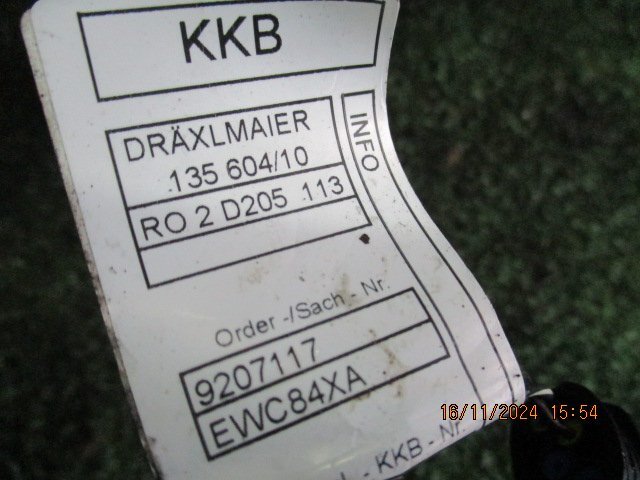 KKB
DRÄXLMAIER
135 604/10
RO 2 D205 113
INFO
Order -/Sach - Nr.
9207117
EWC84XA
- KKB - Nr.
16/11/2024 15:54